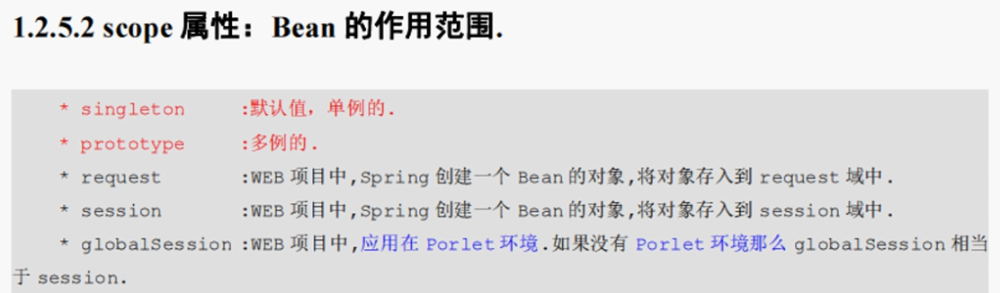 1.2.5.2 scope 属性：Bean 的作用范围.
* singleton :默认值，单例的.
* prototype :多例的.
* request :WEB 项目中,Spring 创建一个 Bean 的对象,将对象存入到 request 域中.
* session :WEB 项目中,Spring 创建一个 Bean 的对象,将对象存入到 session 域中.
* globalSession :WEB 项目中,应用在 Porlet 环境.如果没有 Porlet 环境那么 globalSession 相当
于 session.